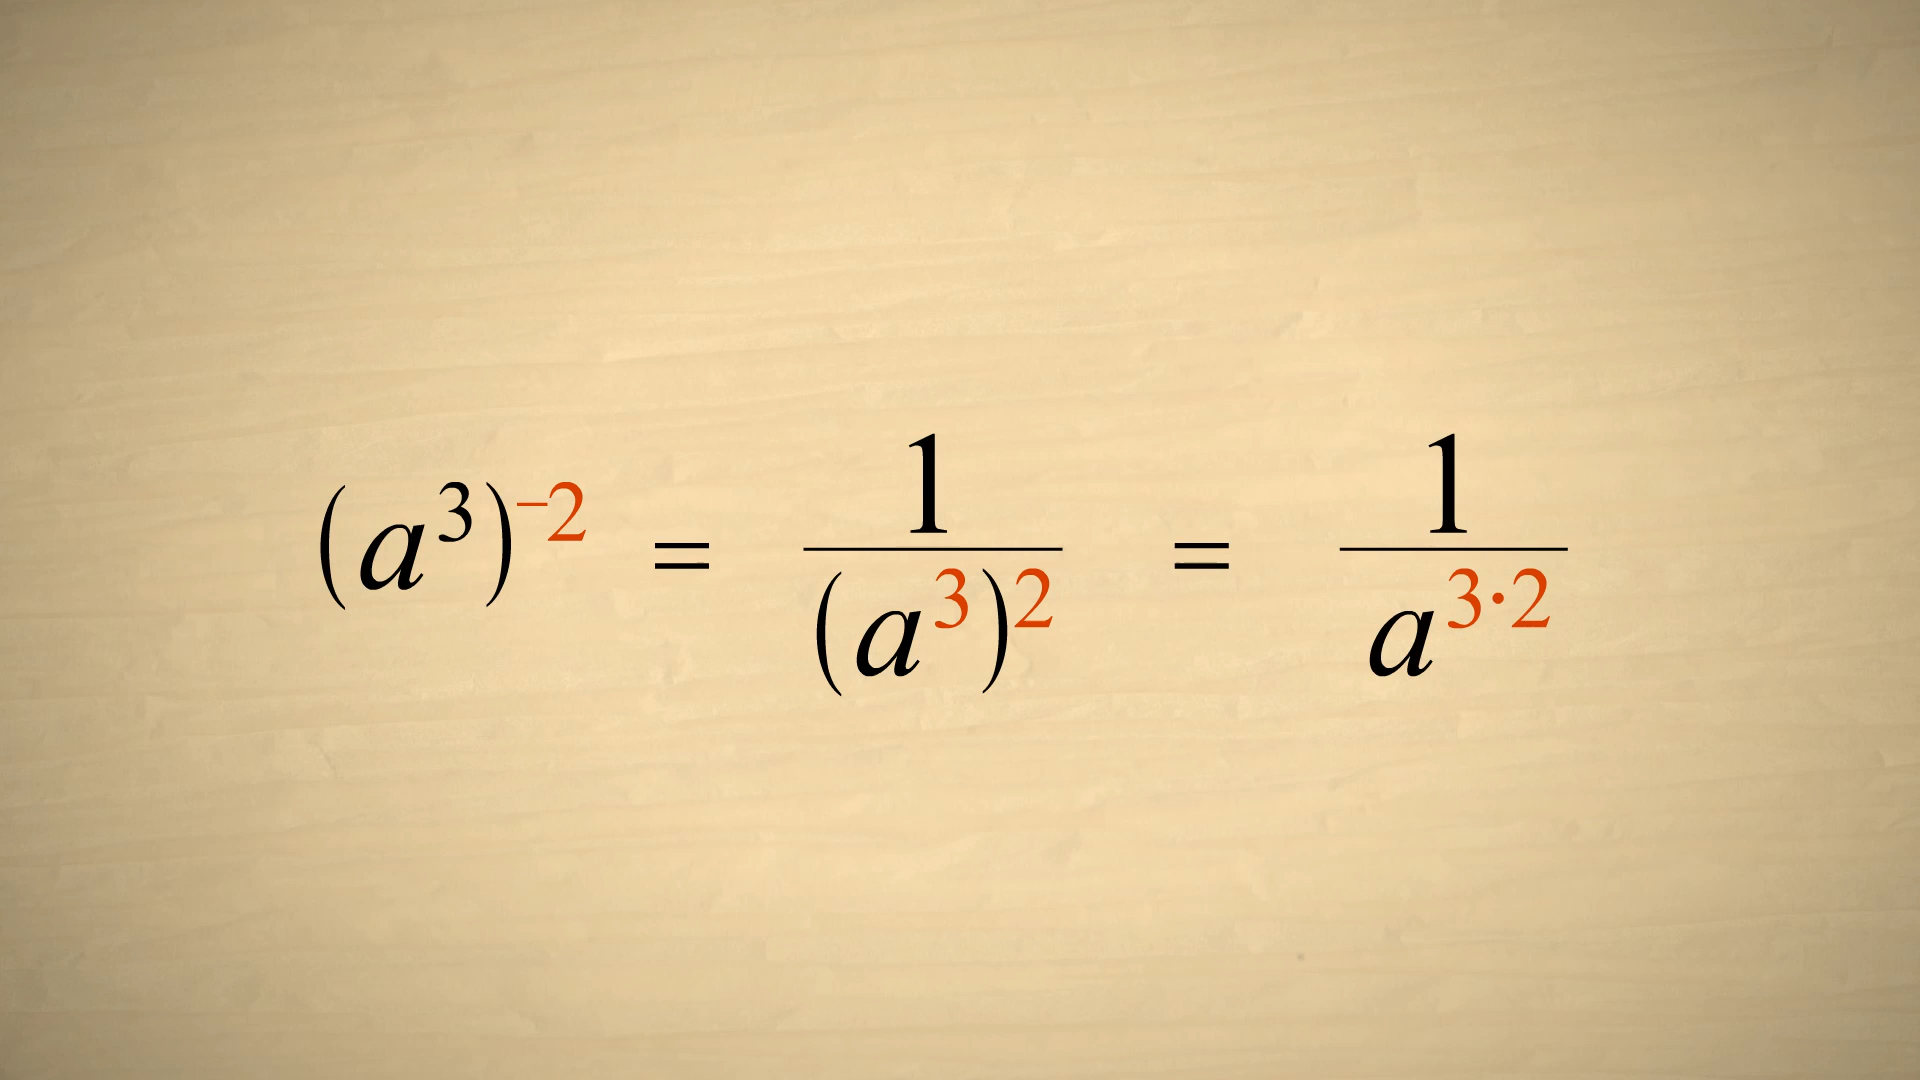 (a³)⁻² = 1/(a³)² = 1/a³·²